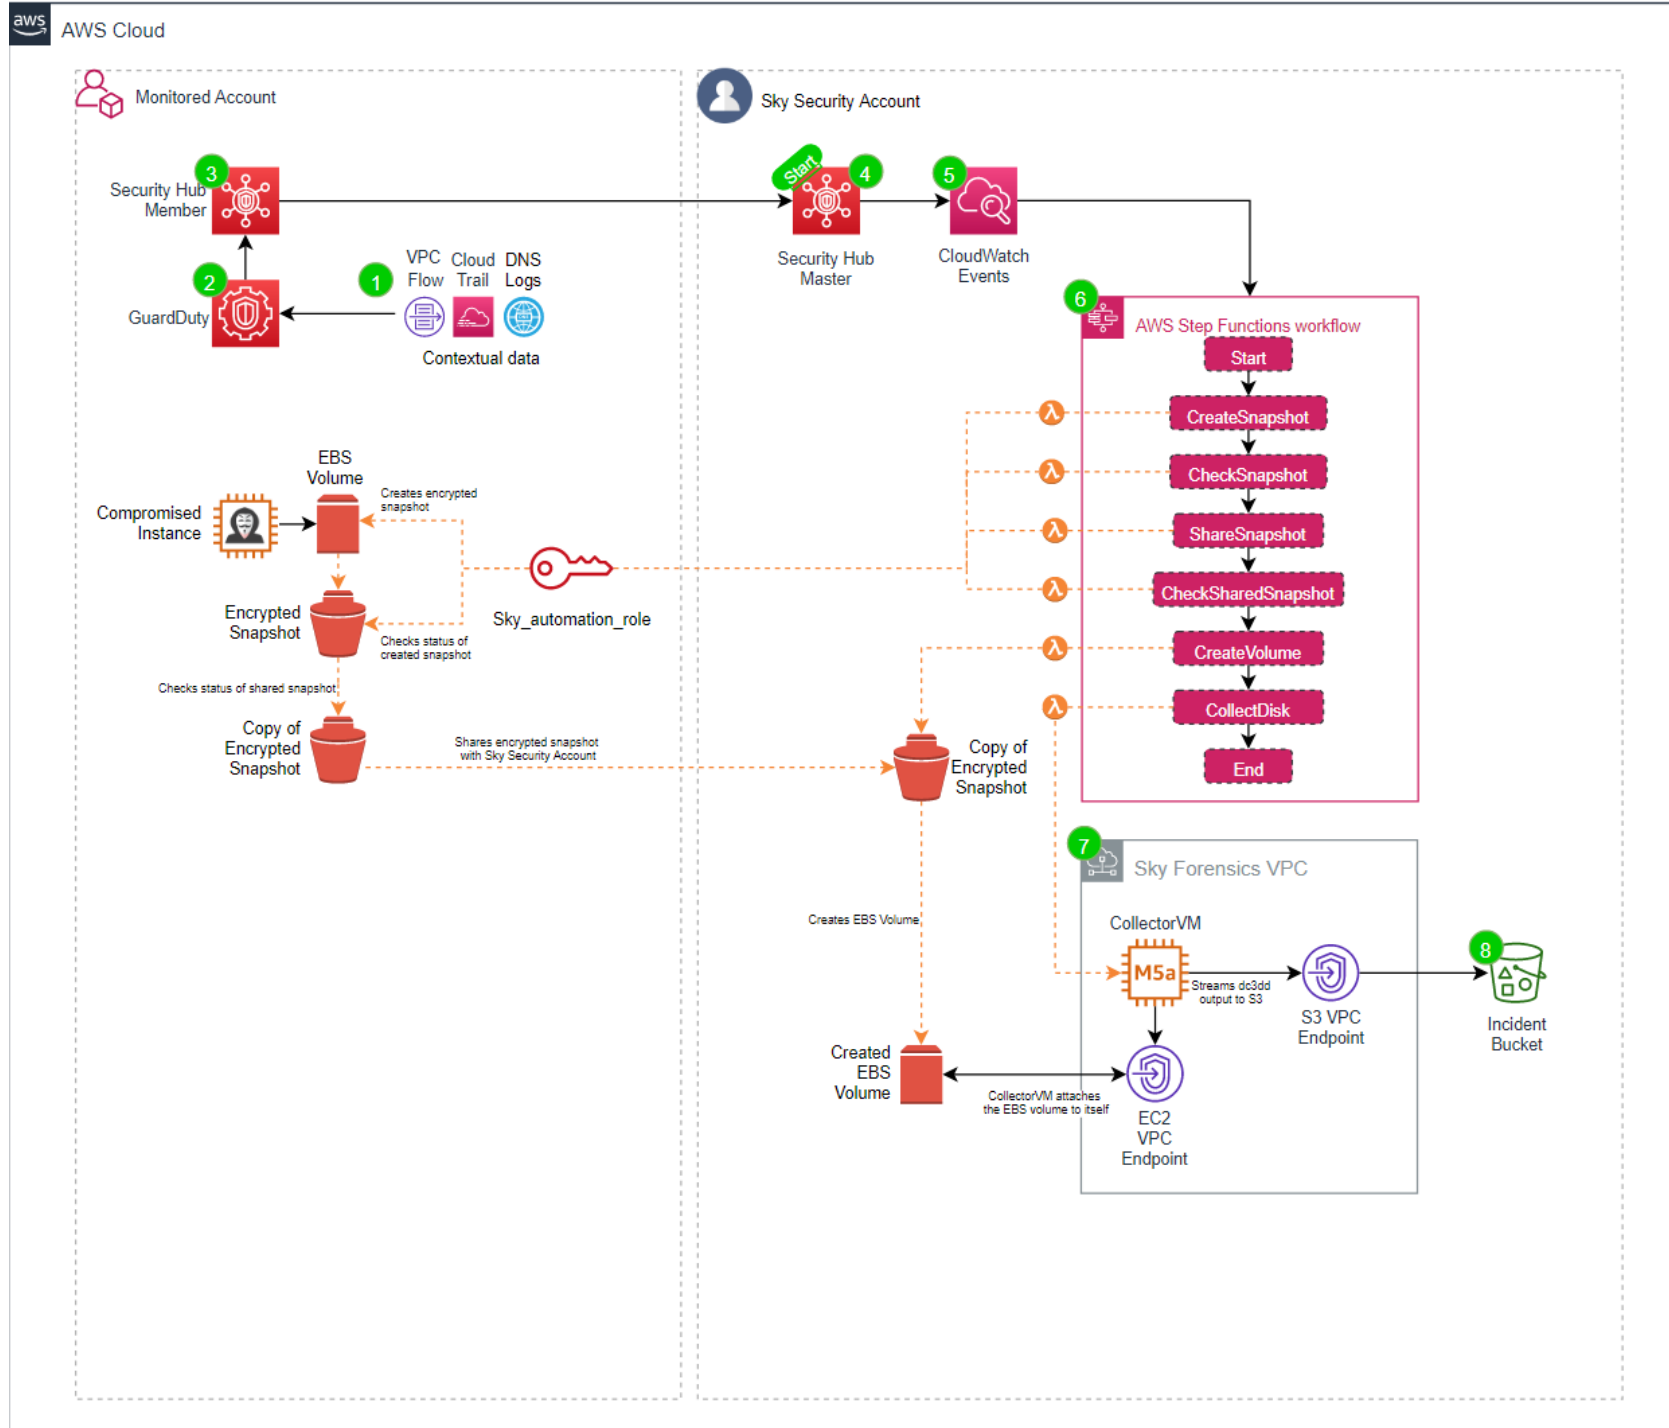 aws
AWS Cloud
Monitored Account
Sky Security Account
3
Security Hub
Member
Start
4
Security Hub
Master
5
CloudWatch
Events
2
GuardDuty
1
VPC
Flow
Cloud
Trail
DNS
Logs
Contextual data
6
AWS Step Functions workflow
Start
CreateSnapshot
CheckSnapshot
ShareSnapshot
CheckSharedSnapshot
CreateVolume
CollectDisk
End
λ
λ
λ
λ
λ
λ
EBS
Volume
Creates encrypted
snapshot
Compromised
Instance
Encrypted
Snapshot
Checks status of
created snapshot
Sky_automation_role
Checks status of shared snapshot
Copy of
Encrypted
Snapshot
Shares encrypted snapshot
with Sky Security Account
Copy of
Encrypted
Snapshot
Creates EBS Volume
7
Sky Forensics VPC
CollectorVM
M5a
Streams dc3dd
output to S3
S3 VPC
Endpoint
8
Incident
Bucket
Created
EBS
Volume
CollectorVM attaches
the EBS volume to itself
EC2
VPC
Endpoint